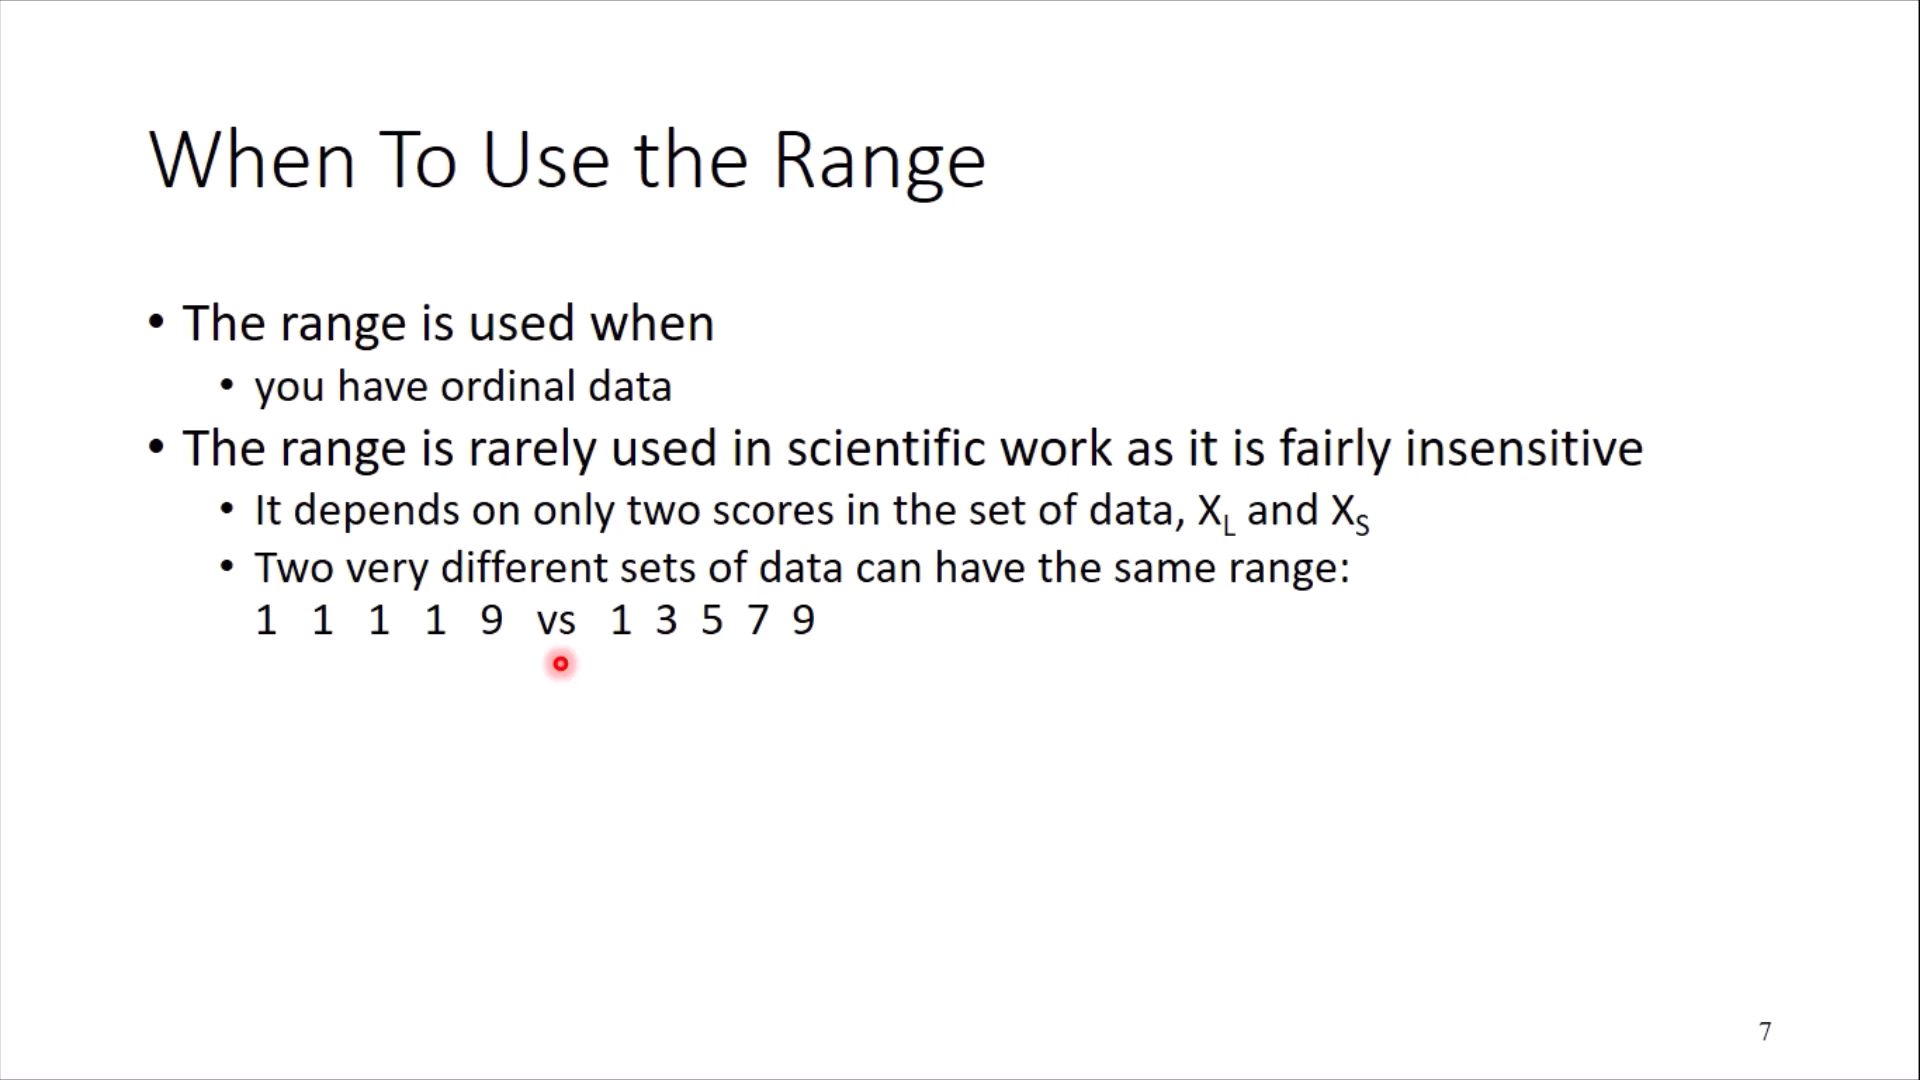 When To Use the Range
• The range is used when
• you have ordinal data
• The range is rarely used in scientific work as it is fairly insensitive
• It depends on only two scores in the set of data, X_L and X_S
• Two very different sets of data can have the same range:
1 1 1 1 9 vs 1 3 5 7 9
7